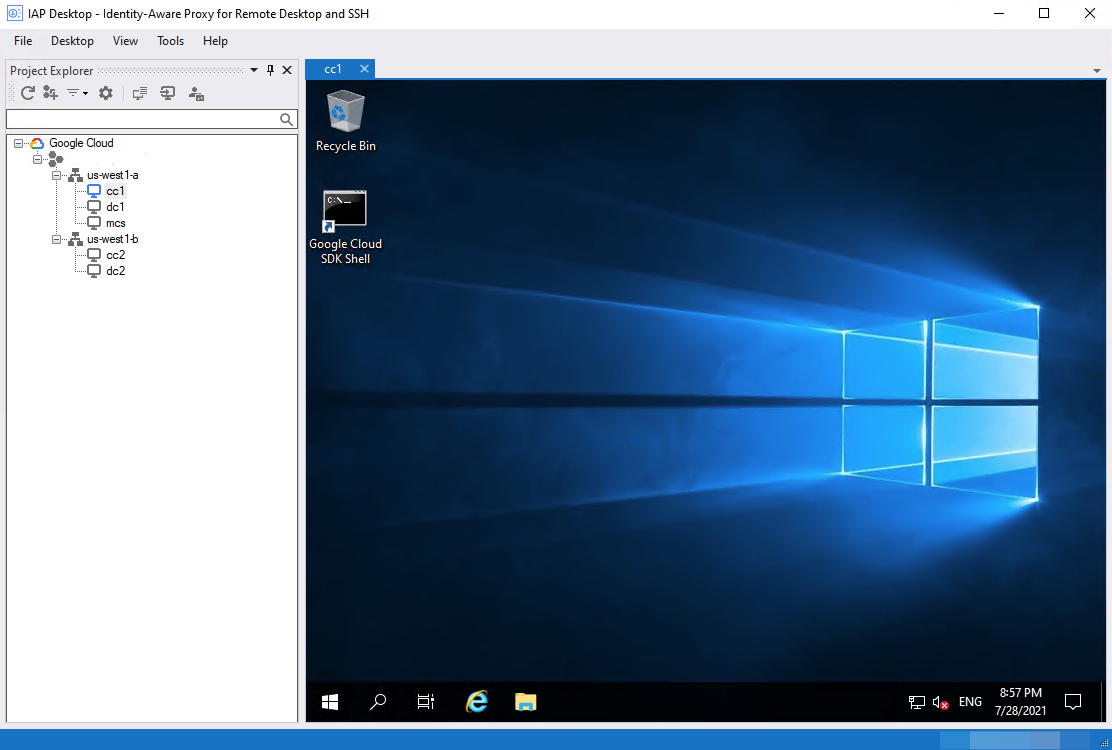 IAP Desktop - Identity-Aware Proxy for Remote Desktop and SSH
File Desktop View Tools Help
Project Explorer
cc1
Google Cloud
us-west1-a
cc1
dc1
mcs
us-west1-b
cc2
dc2
Recycle Bin
C:\_
Google Cloud
SDK Shell
ENG
8:57 PM
7/28/2021